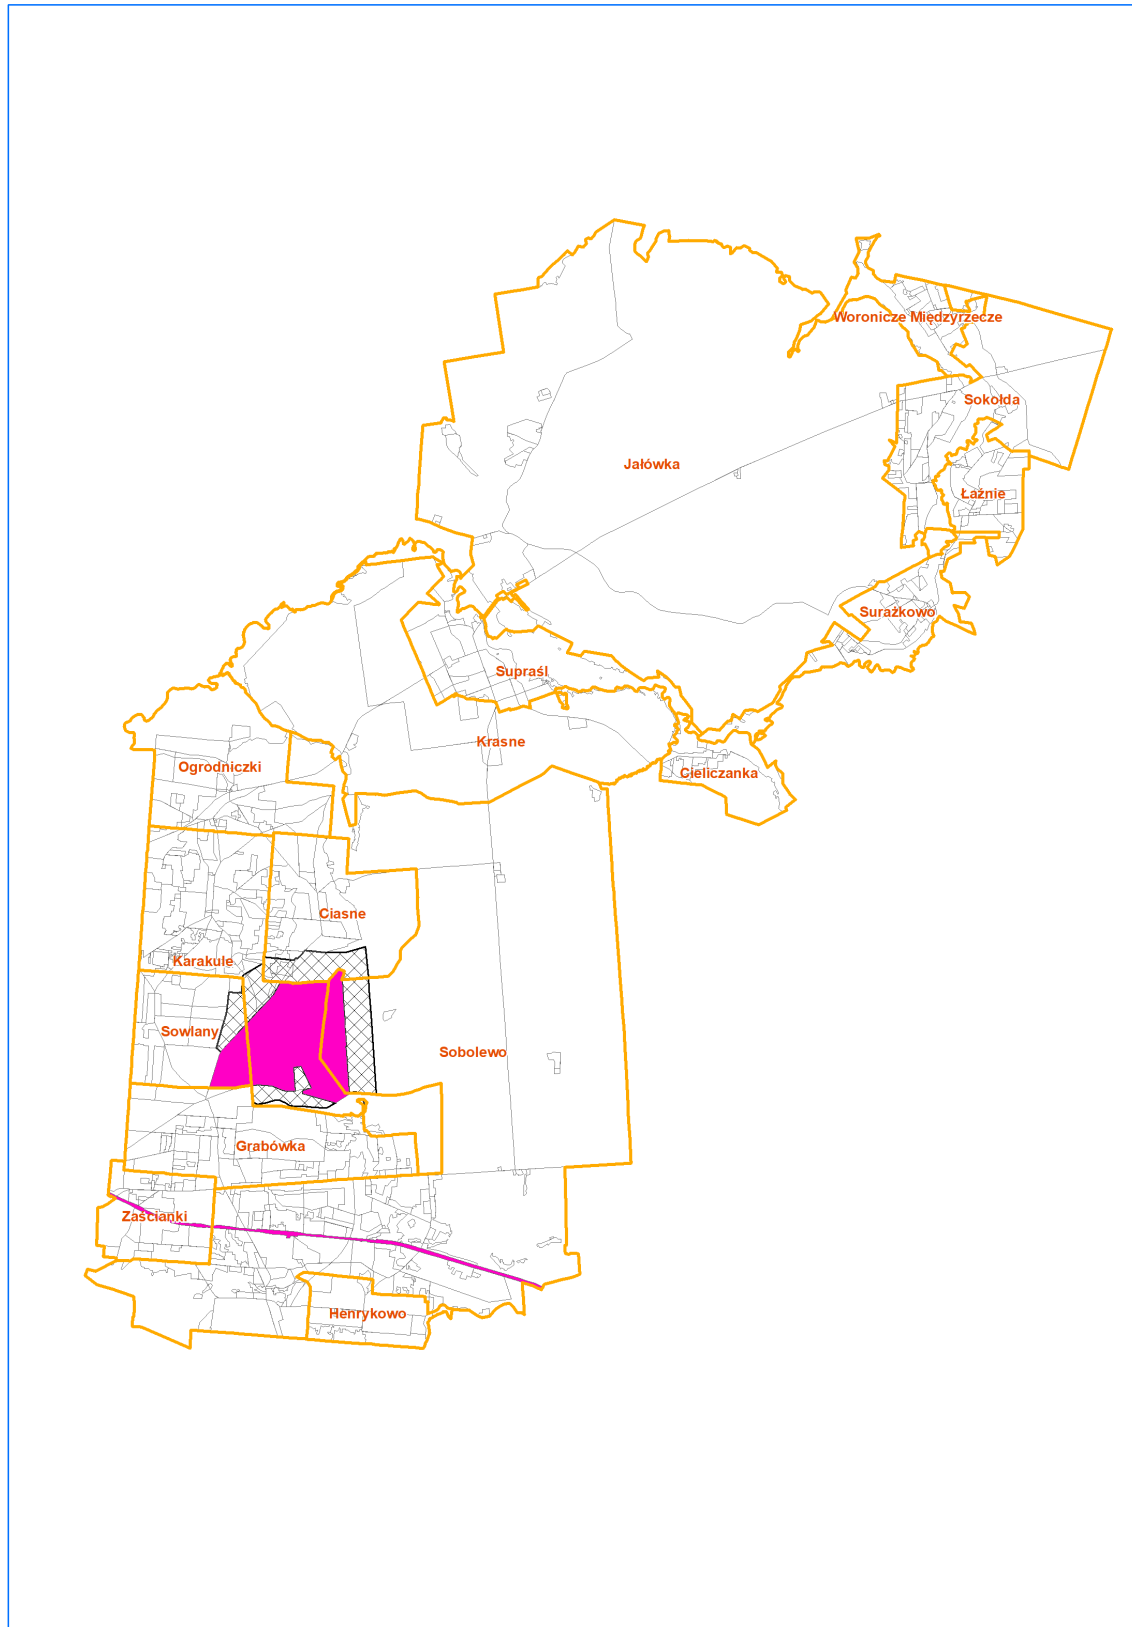 Woronicze Międzyrzecze
Sokołda
Jałówka
Łaźnie
Surażkowo
Supraśl
Krasne
Ogrodniczki
Cieliczanka
Ciasne
Karakule
Sowlany
Sobolewo
Grabówka
Zaścianki
Henrykowo